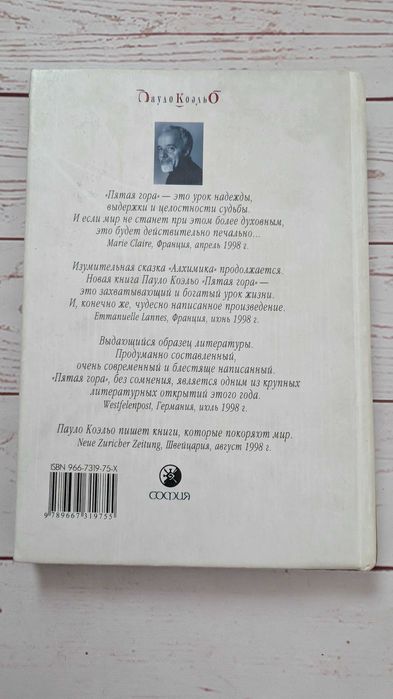 Пауло Коэльо
«Пятая гора» — это урок надежды,
выдержки и целостности судьбы.
И если мир не станет при этом более духовным,
это будет действительно печально...
Marie Claire, Франция, апрель 1998 г.
Изумительная сказка «Алхимика» продолжается.
Новая книга Пауло Коэльо "Пятая гора" —
это захватывающий и богатый урок жизни.
И, конечно же, чудесно написанное произведение.
Emmanuelle Lannes, Франция, июнь 1998 г.
Выдающийся образец литературы.
Продуманно составленный,
очень современный и блестяще написанный.
«Пятая гора», без сомнения, является одним из крупных
литературных открытий этого года.
Westfelenpost, Германия, июль 1998 г.
Пауло Коэльо пишет книги, которые покоряют мир.
Neue Zuricher Zeitung, Швейцария, август 1998 г.
ISBN 966-7319-75-X
9789667319755
СОФИЯ